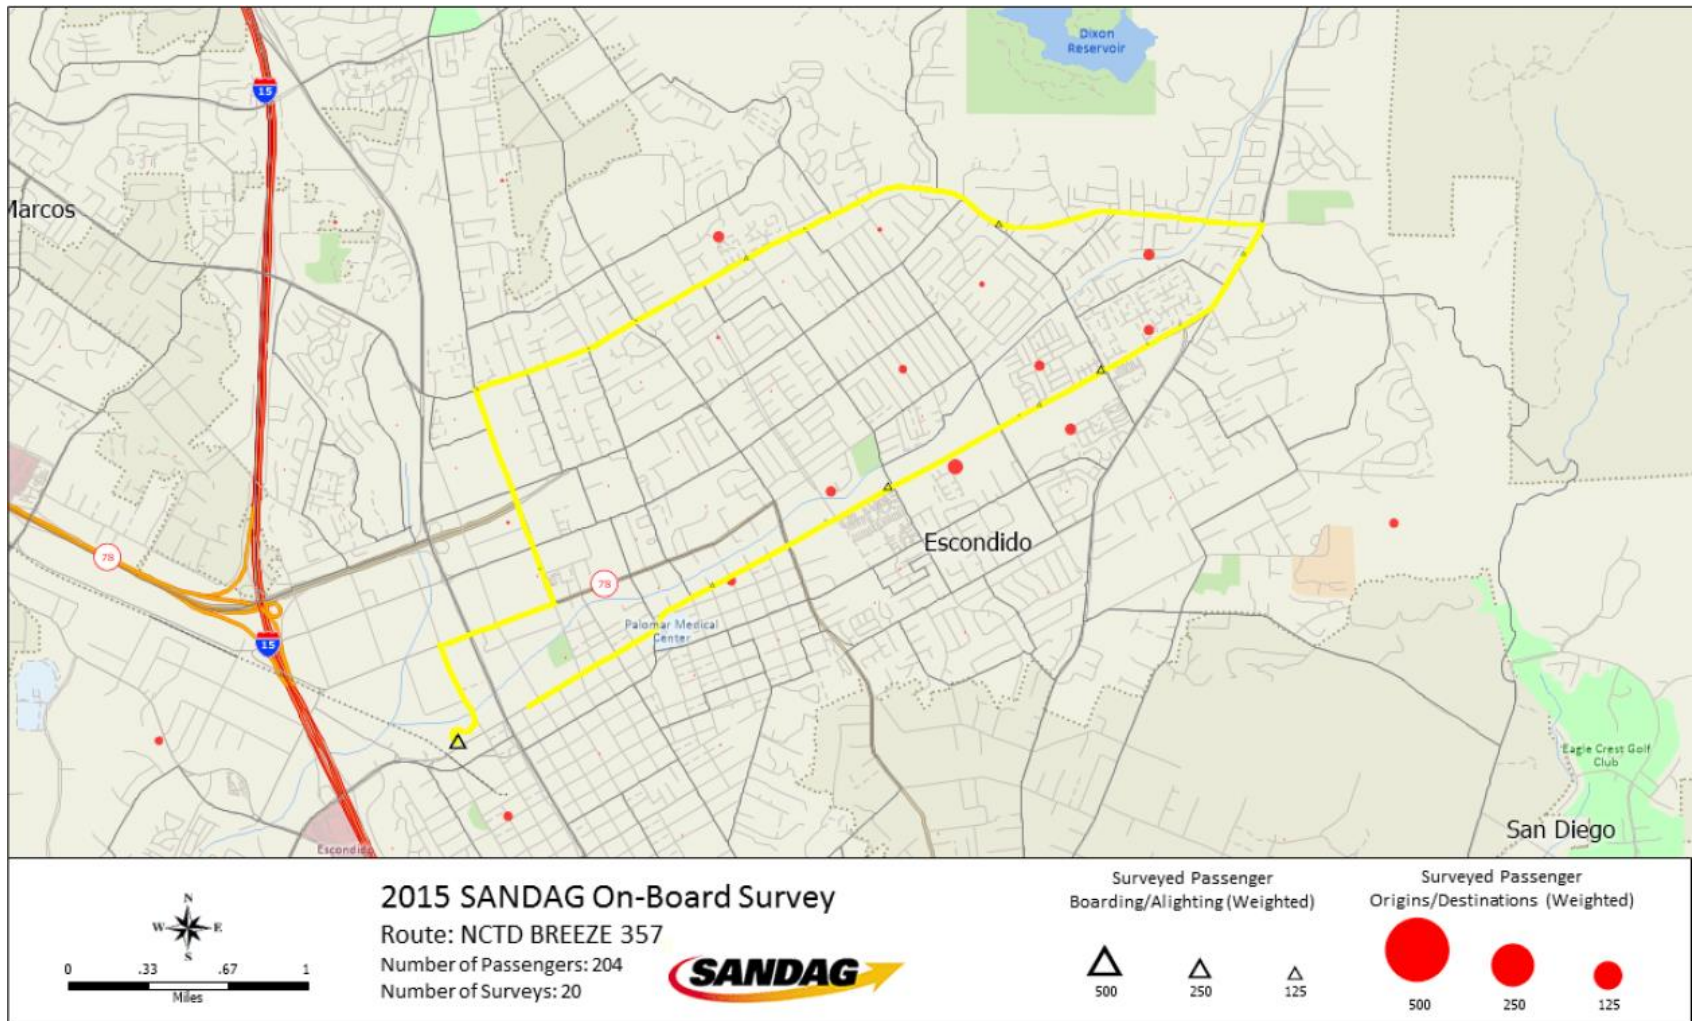 15
Dixon
Reservoir
Marcos
78
Escondido
78
Palomar Medical
Center
15
Eagle Crest Golf
Club
San Diego
Escondido
N
W E
S
0 .33 .67 1
Miles
2015 SANDAG On-Board Survey
Route: NCTD BREEZE 357
Number of Passengers: 204
Number of Surveys: 20
SANDAG
Surveyed Passenger
Boarding/Alighting (Weighted)
500 250 125
Surveyed Passenger
Origins/Destinations (Weighted)
500 250 125